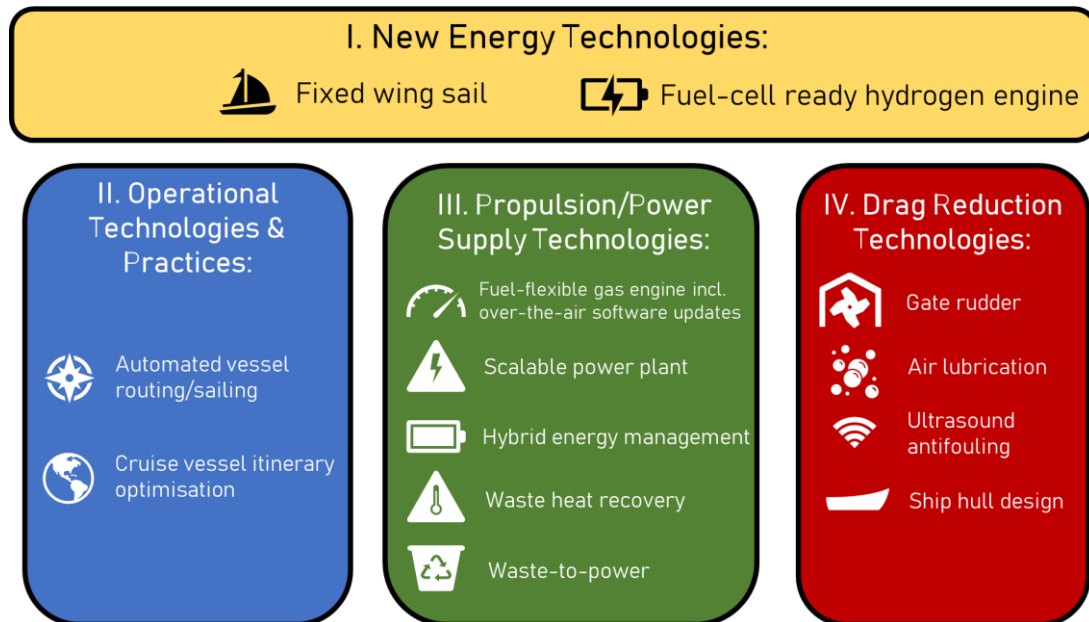 I. New Energy Technologies:
Fixed wing sail
Fuel-cell ready hydrogen engine
II. Operational
Technologies &
Practices:
Automated vessel
routing/sailing
Cruise vessel itinerary
optimisation
III. Propulsion/Power
Supply Technologies:
Fuel-flexible gas engine incl.
over-the-air software updates
Scalable power plant
Hybrid energy management
Waste heat recovery
Waste-to-power
IV. Drag Reduction
Technologies:
Gate rudder
Air lubrication
Ultrasound
antifouling
Ship hull design